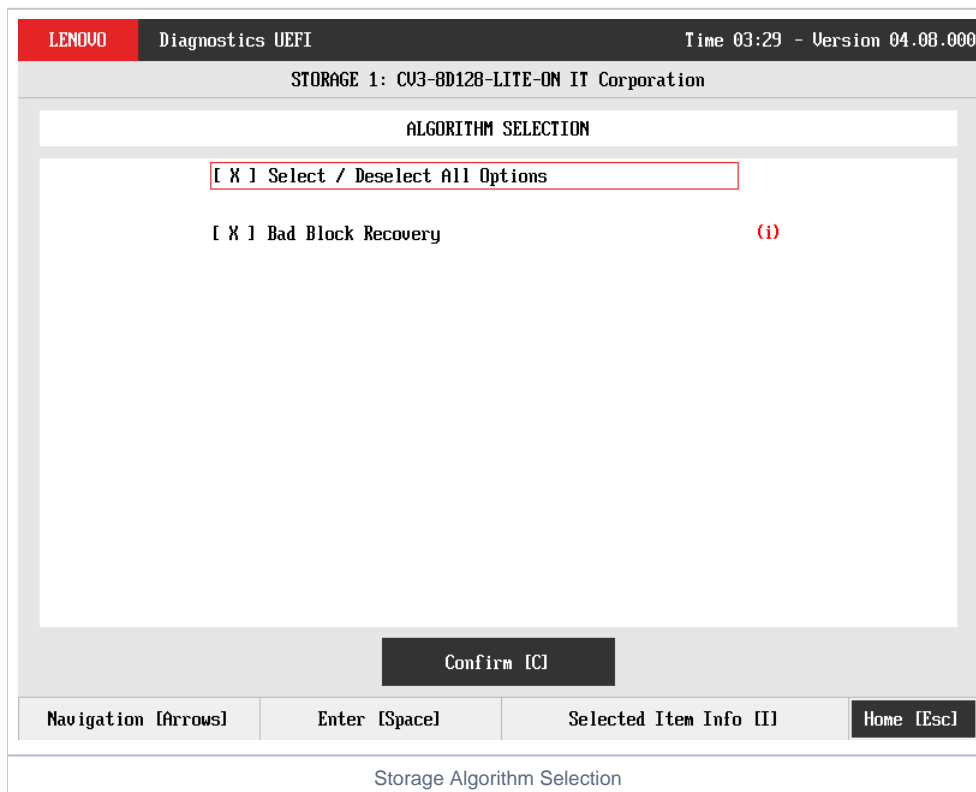 LENOVO Diagnostics UEFI Time 03:29 - Version 04.08.000
STORAGE 1: CV3-8D128-LITE-ON IT Corporation
ALGORITHM SELECTION
[ X ] Select / Deselect All Options
[ X ] Bad Block Recovery (i)
Confirm [C]
Navigation [Arrows] Enter [Space] Selected Item Info [I] Home [Esc]
Storage Algorithm Selection